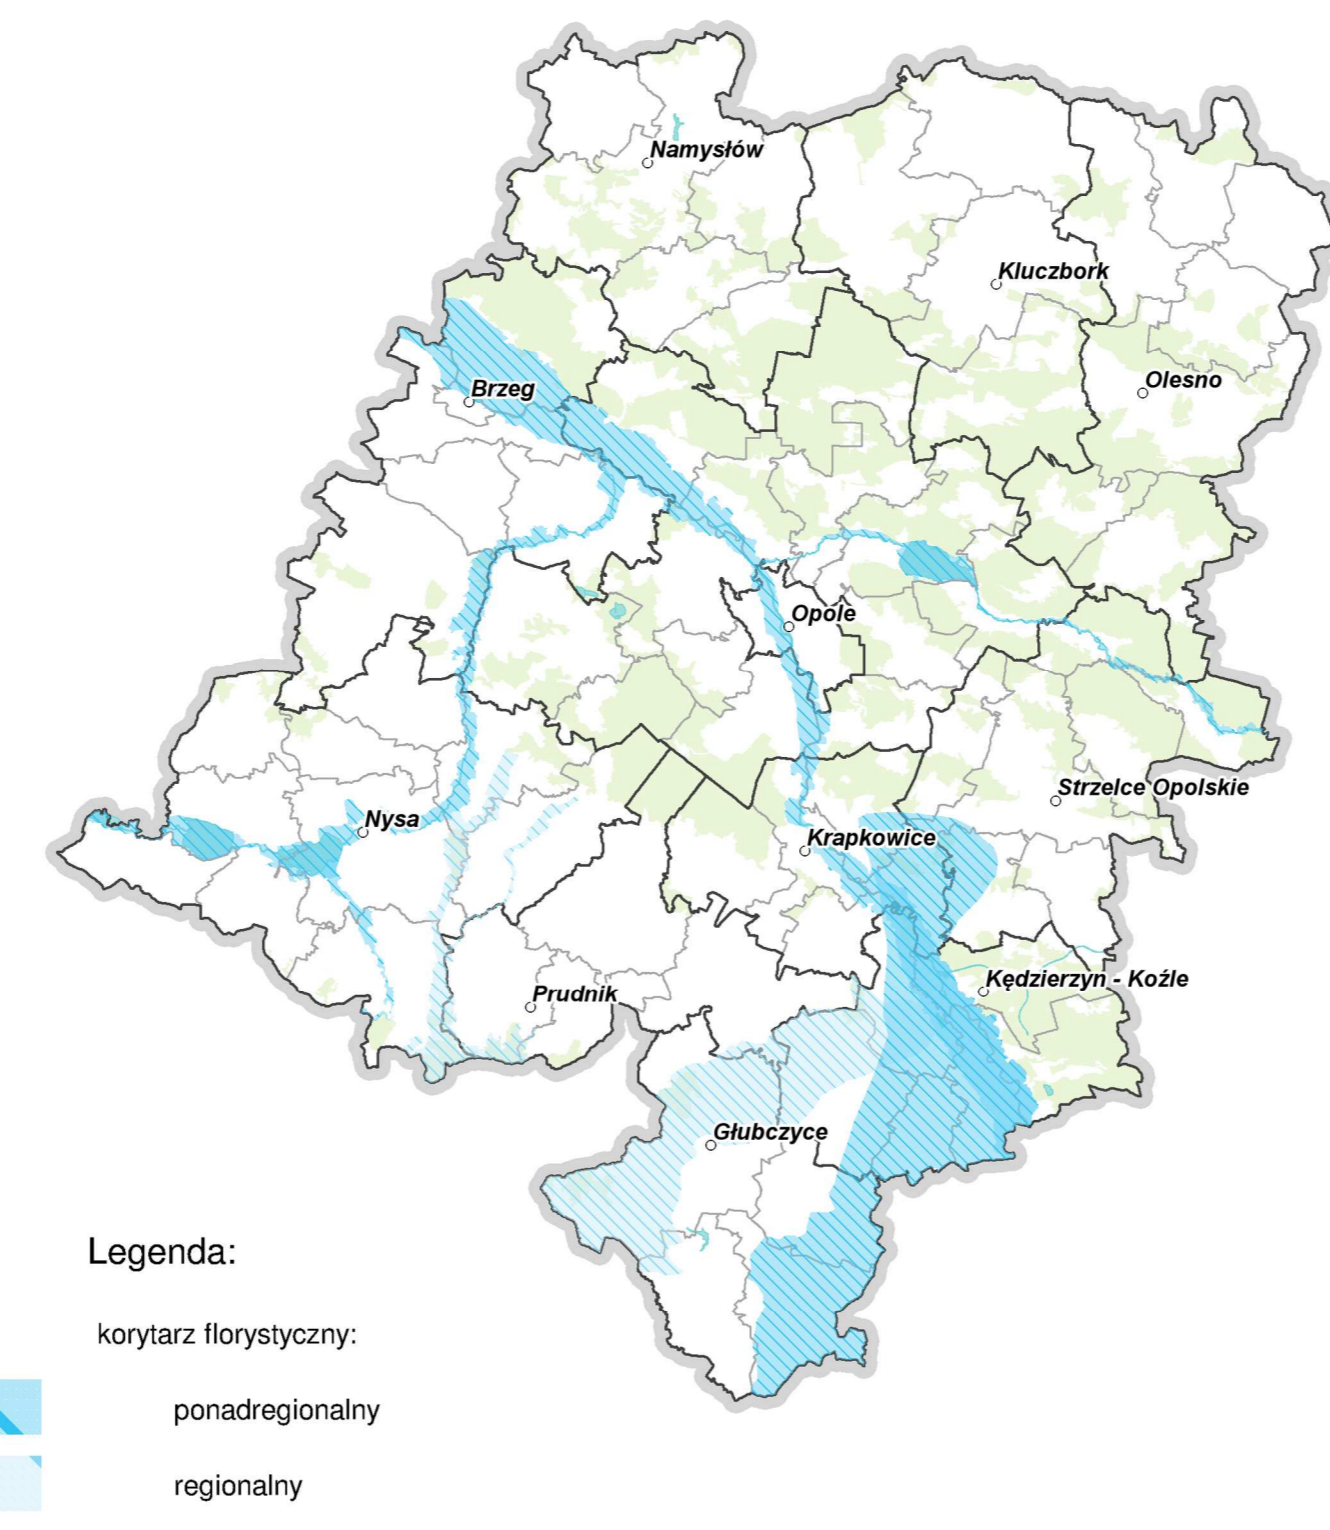 Namysłów
Kluczbork
Olesno
Brzeg
Opole
Strzelce Opolskie
Nysa
Krapkowice
Kędzierzyn - Koźle
Prudnik
Głubczyce
Legenda:
korytarz florystyczny:
ponadregionalny
regionalny